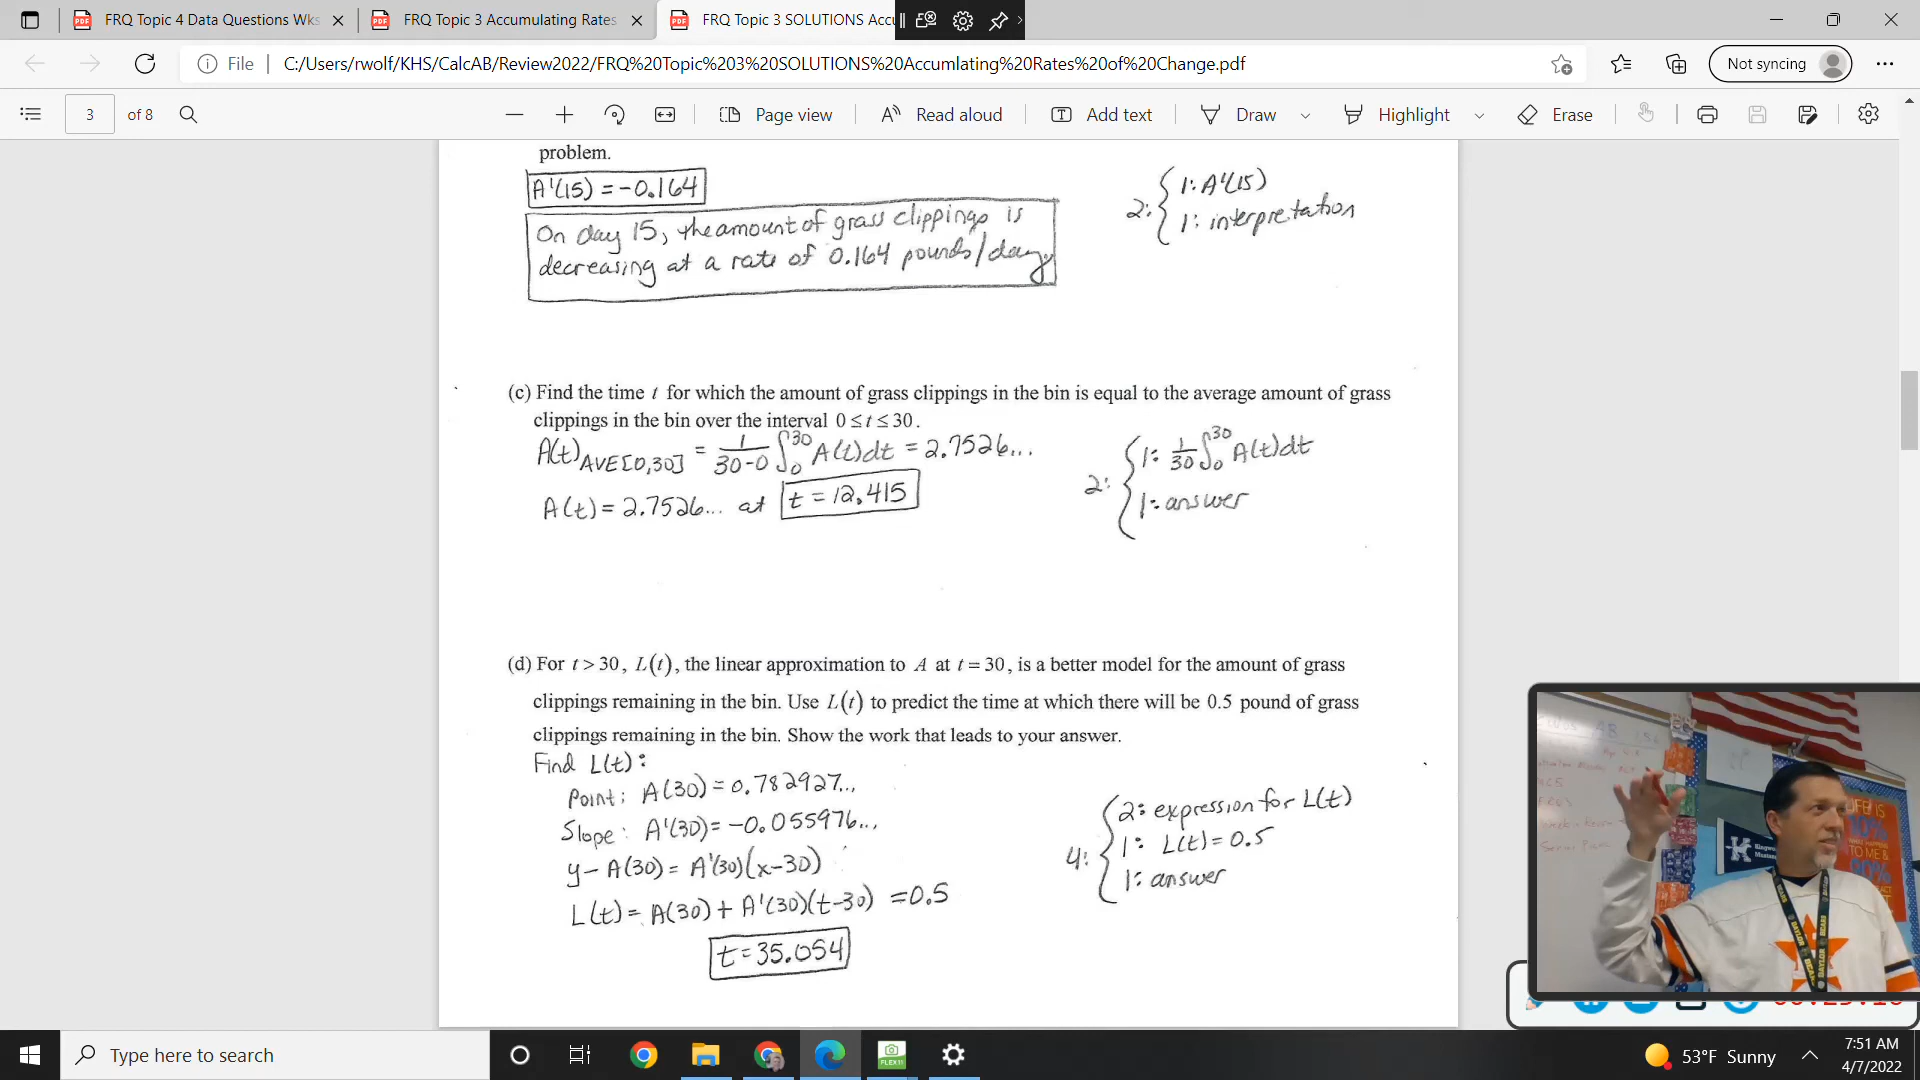 FRQ Topic 4 Data Questions Wks
FRQ Topic 3 Accumulating Rates
FRQ Topic 3 SOLUTIONS Accu
File
C:/Users/rwolf/KHS/CalcAB/Review2022/FRQ%20Topic%203%20SOLUTIONS%20Accumlating%20Rates%20of%20Change.pdf
Not syncing
3 of 8
Page view
Read aloud
Add text
Draw
Highlight
Erase
problem.
A'(15) = -0.164
On day 15, the amount of grass clippings is
decreasing at a rate of 0.164 pounds/day.
2: { 1: A'(15)
1: interpretation
(c) Find the time t for which the amount of grass clippings in the bin is equal to the average amount of grass
clippings in the bin over the interval 0 ≤ t ≤ 30.
A(t) AVE[0,30] = 1/(30-0) ∫₀³⁰ A(t)dt = 2.7526...
A(t) = 2.7526... at t = 12.415
2: { 1: 1/30 ∫₀³⁰ A(t)dt
1: answer
(d) For t > 30, L(t), the linear approximation to A at t = 30, is a better model for the amount of grass
clippings remaining in the bin. Use L(t) to predict the time at which there will be 0.5 pound of grass
clippings remaining in the bin. Show the work that leads to your answer.
Find L(t):
Point: A(30) = 0.782927...
Slope: A'(30) = -0.055976...
y - A(30) = A'(30)(x-30)
L(t) = A(30) + A'(30)(t-30) = 0.5
t = 35.054
4: { 2: expression for L(t)
1: L(t) = 0.5
1: answer
Type here to search
53°F Sunny
7:51 AM
4/7/2022